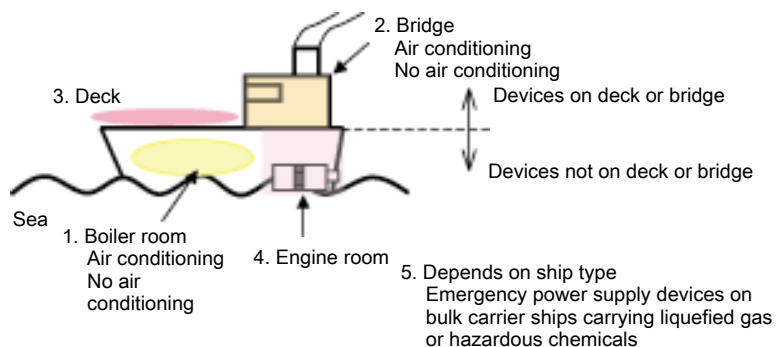 2. Bridge
Air conditioning
No air conditioning
3. Deck
Devices on deck or bridge
Devices not on deck or bridge
Sea
1. Boiler room
Air conditioning
No air
conditioning
4. Engine room
5. Depends on ship type
Emergency power supply devices on
bulk carrier ships carrying liquefied gas
or hazardous chemicals